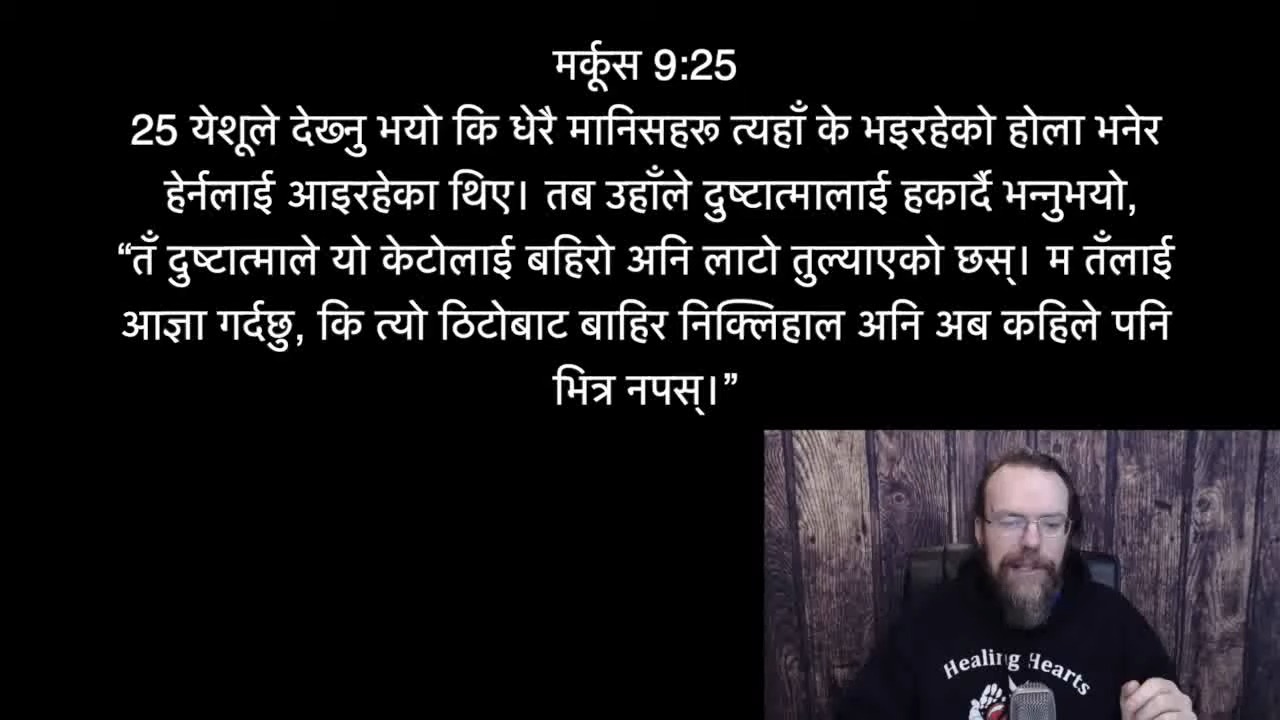 मर्कूस 9:25
25 येशूले देख्नु भयो कि धेरै मानिसहरू त्यहाँ के भइरहेको होला भनेर
हेर्नलाई आइरहेका थिए। तब उहाँले दुष्टात्मालाई हकार्दै भन्नुभयो,
“तँ दुष्टात्माले यो केटोलाई बहिरो अनि लाटो तुल्याएको छस्। म तँलाई
आज्ञा गर्दछु, कि त्यो ठिटोबाट बाहिर निक्लिहाल अनि अब कहिले पनि
भित्र नपस्।”
Healing Hearts